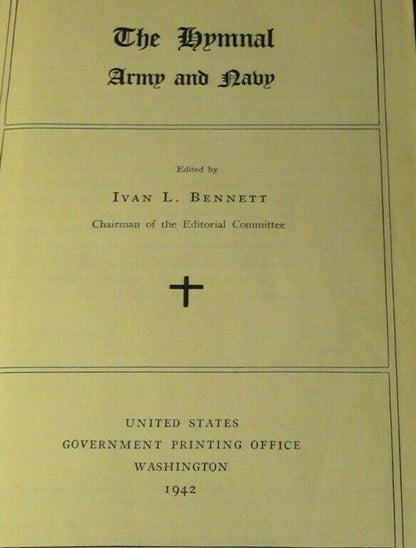 The Hymnal
Army and Navy
Edited by
IVAN L. BENNETT
Chairman of the Editorial Committee
UNITED STATES
GOVERNMENT PRINTING OFFICE
WASHINGTON
1942